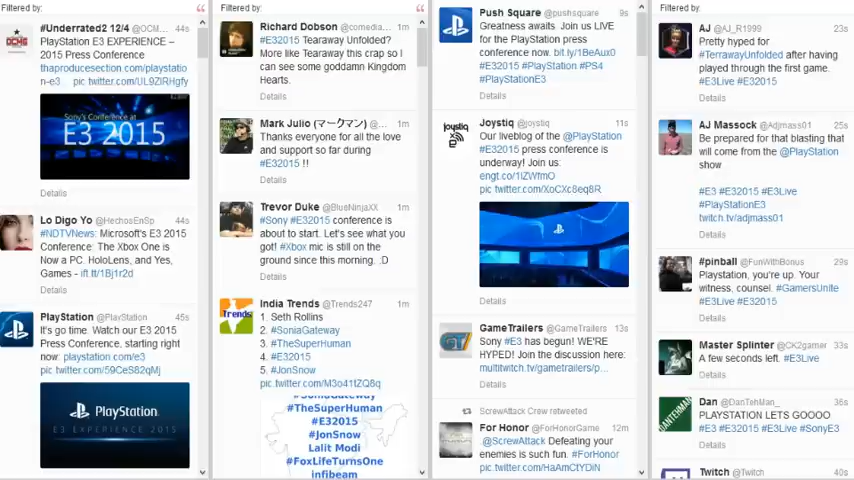 Filtered by:
#Underrated2 12/4 @OCM... 44s
PlayStation E3 EXPERIENCE –
2015 Press Conference
thaproducesection.com/playstatio
n-e3... pic.twitter.com/UL9ZlRHgfy
Sony's Conference at
E3 2015
Details
Lo Digo Yo @HechosEnSp 44s
#NDTVNews: Microsoft's E3 2015
Conference: The Xbox One is
Now a PC, HoloLens, and Yes,
Games - ift.tt/1Bj1r2d
Details
PlayStation @PlayStation 45s
It's go time. Watch our E3 2015
Press Conference, starting right
now: playstation.com/e3
pic.twitter.com/59CeS82qMj
PlayStation
E3 EXPERIENCE 2015
Filtered by:
Richard Dobson @comedia... 1m
#E32015 Tearaway Unfolded?
More like Tearaway this crap so I
can see some goddamn Kingdom
Hearts.
Details
Mark Julio (マークマン) @... 1m
Thanks everyone for all the love
and support so far during
#E32015 !!
Details
Trevor Duke @BlueNinjaXX 1m
#Sony #E32015 conference is
about to start. Let's see what you
got! #Xbox mic is still on the
ground since this morning. :D
Details
India Trends @Trends247 1m
Trends
1. Seth Rollins
2. #SoniaGateway
3. #TheSuperHuman
4. #E32015
5. #JonSnow
pic.twitter.com/M3o41tZQ8q
#SoniaGateway
#TheSuperHuman
#E32015
#JonSnow
Lalit Modi
#FoxLifeTurnsOne
infibeam
Filtered by:
Push Square @pushsquare 9s
Greatness awaits. Join us LIVE
for the PlayStation press
conference now. bit.ly/1BeAux0
#E32015 #PlayStation #PS4
#PlayStationE3
Details
Joystiq @joystiq 11s
joystiq
Our liveblog of the @PlayStation
#E32015 press conference is
underway! Join us:
engt.co/1lZWfmO
pic.twitter.com/XoCXc8eq8R
Details
GameTrailers @GameTrailers 13s
Sony #E3 has begun! WE'RE
HYPED! Join the discussion here:
multitwitch.tv/gametrailers/p...
Details
ScrewAttack Crew retweeted
For Honor @ForHonorGame 12m
.@ScrewAttack Defeating your
enemies is such fun. #ForHonor
pic.twitter.com/HaAmCtYDiN
Filtered by:
AJ @AJ_R1999 23s
Pretty hyped for
#TerrawayUnfolded after having
played through the first game.
#E3Live #E32015
Details
AJ Massock @Adjmass01 25s
Be prepared for that blasting that
will come from the @PlayStation
show
#E3 #E32015 #E3Live
#PlayStationE3
twitch.tv/adjmass01
Details
#pinball @FunWithBonus 29s
Playstation, you're up. Your
witness, counsel. #GamersUnite
#E3Live #E32015
Details
Master Splinter @CK2gamer 33s
A few seconds left. #E3Live
Details
Dan @DanTehMan_ 36s
DANTEHMAN
PLAYSTATION LETS GOOOO
#E3 #E32015 #E3Live #SonyE3
Details
Twitch @Twitch 40s